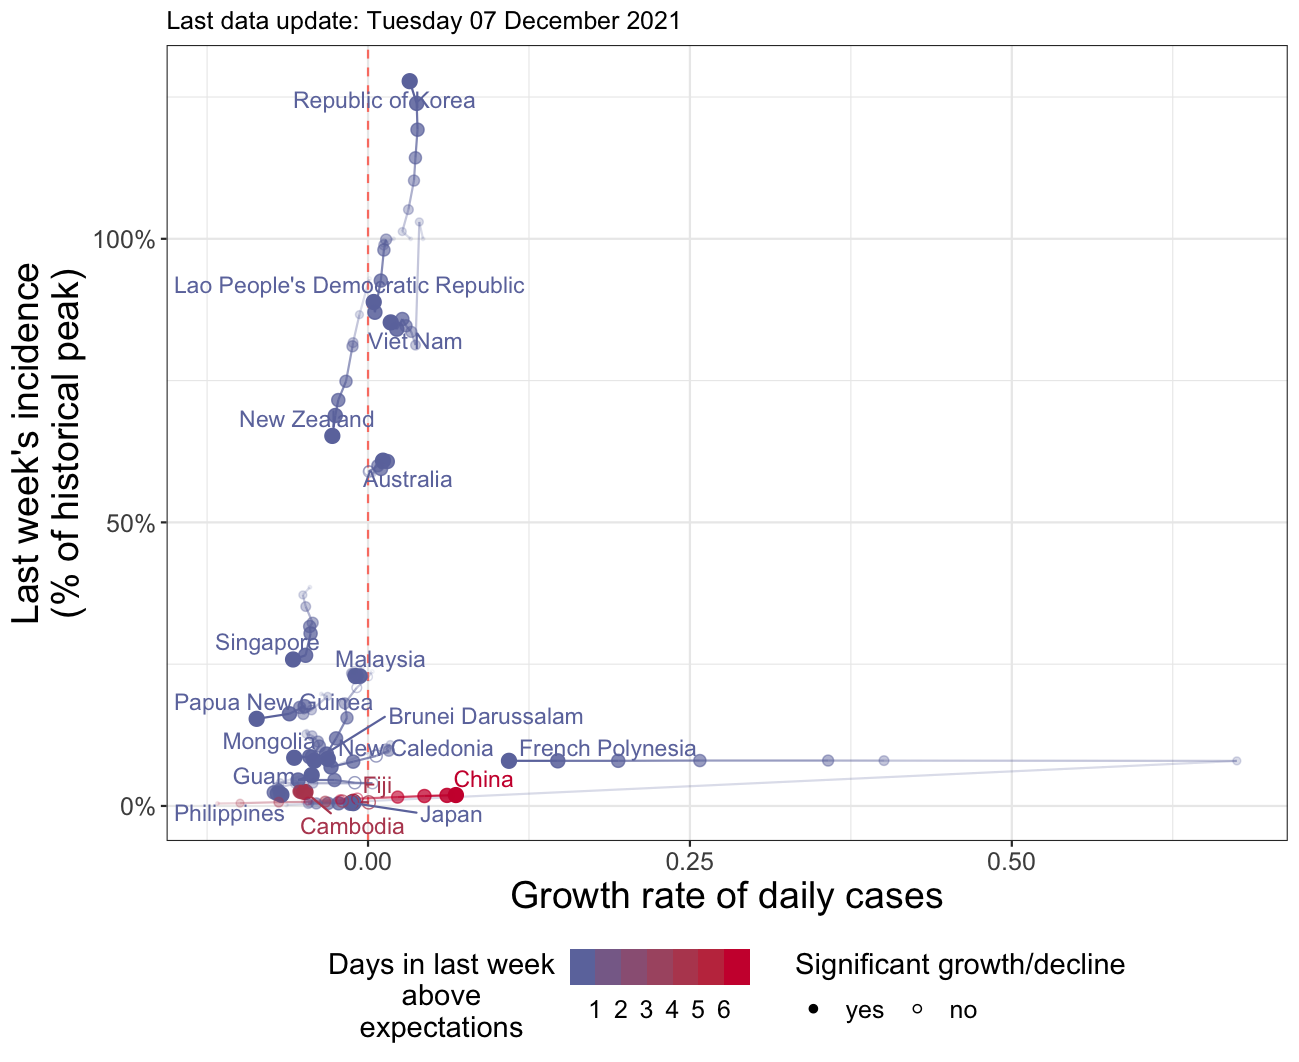 Last data update: Tuesday 07 December 2021
Republic of Korea
100%
Lao People's Democratic Republic
Viet Nam
New Zealand
Australia
Last week's incidence
(% of historical peak)
50%
Singapore
Malaysia
Papua New Guinea
Brunei Darussalam
Mongolia
New Caledonia
French Polynesia
Guam
Fiji
China
0%
Philippines
Japan
Cambodia
0.00
0.25
0.50
Growth rate of daily cases
Days in last week
above
expectations
1 2 3 4 5 6
Significant growth/decline
yes
no